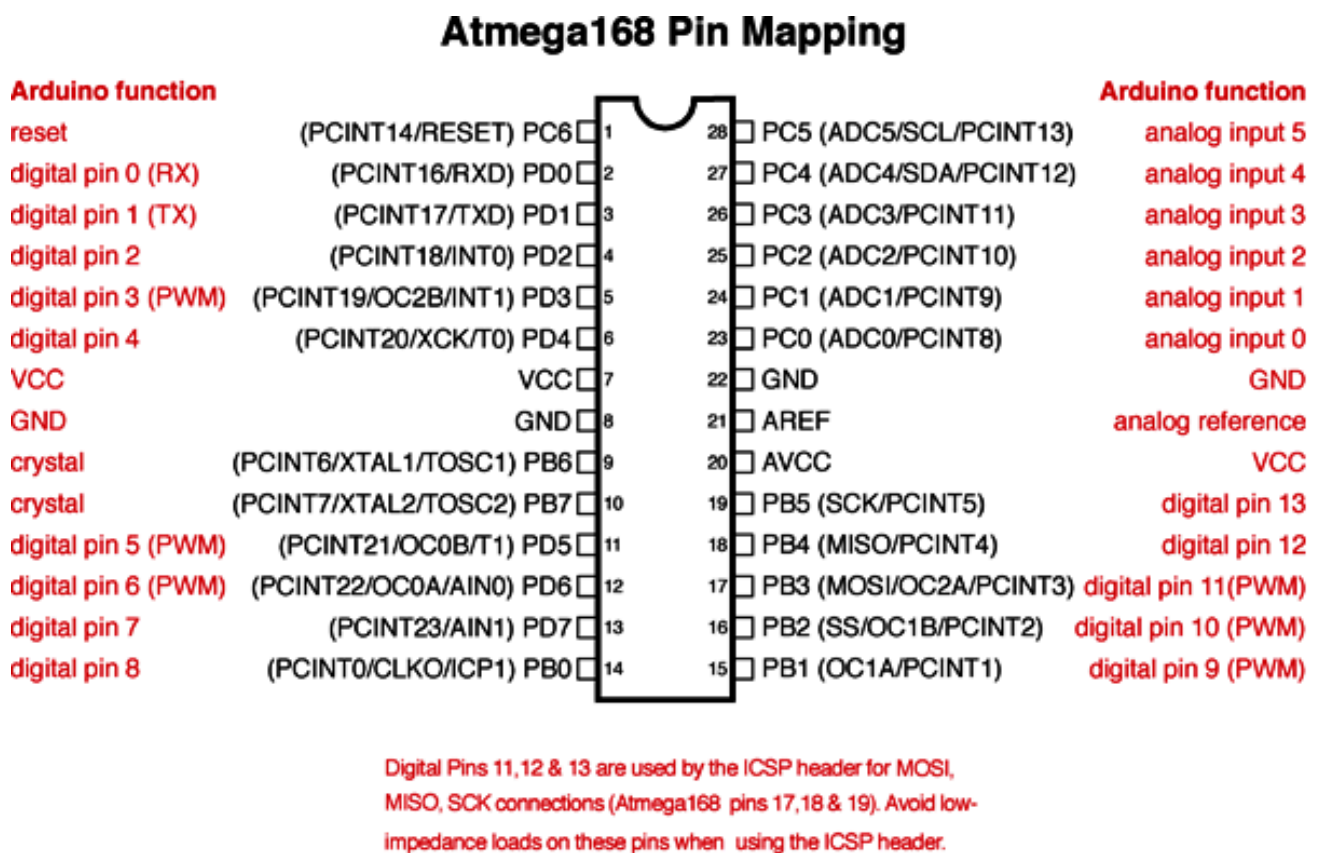 Atmega168 Pin Mapping
Arduino function Arduino function
reset (PCINT14/RESET) PC6 1 28 PC5 (ADC5/SCL/PCINT13) analog input 5
digital pin 0 (RX) (PCINT16/RXD) PD0 2 27 PC4 (ADC4/SDA/PCINT12) analog input 4
digital pin 1 (TX) (PCINT17/TXD) PD1 3 26 PC3 (ADC3/PCINT11) analog input 3
digital pin 2 (PCINT18/INT0) PD2 4 25 PC2 (ADC2/PCINT10) analog input 2
digital pin 3 (PWM) (PCINT19/OC2B/INT1) PD3 5 24 PC1 (ADC1/PCINT9) analog input 1
digital pin 4 (PCINT20/XCK/T0) PD4 6 23 PC0 (ADC0/PCINT8) analog input 0
VCC VCC 7 22 GND GND
GND GND 8 21 AREF analog reference
crystal (PCINT6/XTAL1/TOSC1) PB6 9 20 AVCC VCC
crystal (PCINT7/XTAL2/TOSC2) PB7 10 19 PB5 (SCK/PCINT5) digital pin 13
digital pin 5 (PWM) (PCINT21/OC0B/T1) PD5 11 18 PB4 (MISO/PCINT4) digital pin 12
digital pin 6 (PWM) (PCINT22/OC0A/AIN0) PD6 12 17 PB3 (MOSI/OC2A/PCINT3) digital pin 11(PWM)
digital pin 7 (PCINT23/AIN1) PD7 13 16 PB2 (SS/OC1B/PCINT2) digital pin 10 (PWM)
digital pin 8 (PCINT0/CLKO/ICP1) PB0 14 15 PB1 (OC1A/PCINT1) digital pin 9 (PWM)
Digital Pins 11,12 & 13 are used by the ICSP header for MOSI,
MISO, SCK connections (Atmega168 pins 17,18 & 19). Avoid low-
impedance loads on these pins when using the ICSP header.